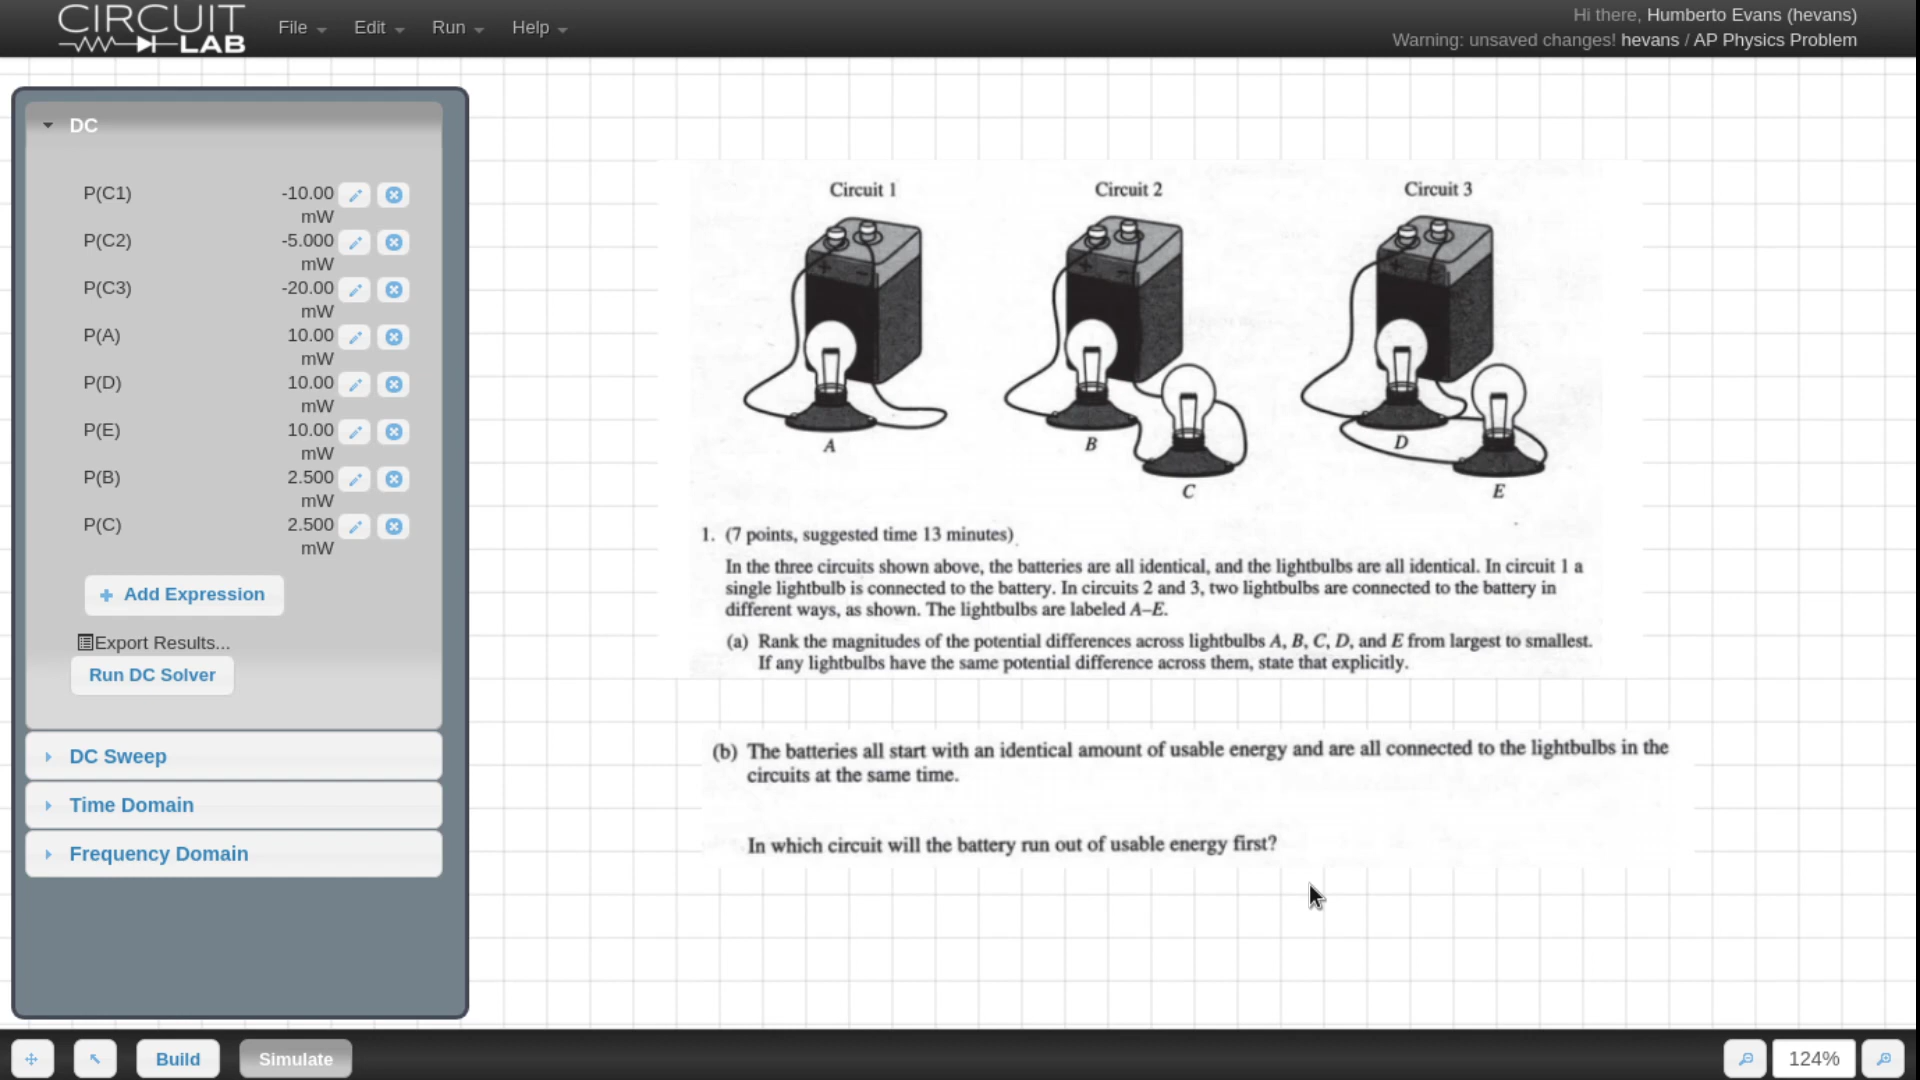 CIRCUIT
LAB
File
Edit
Run
Help
Hi there, Humberto Evans (hevans)
Warning: unsaved changes! hevans / AP Physics Problem
DC
P(C1) -10.00
mW
P(C2) -5.000
mW
P(C3) -20.00
mW
P(A) 10.00
mW
P(D) 10.00
mW
P(E) 10.00
mW
P(B) 2.500
mW
P(C) 2.500
mW
+ Add Expression
Export Results...
Run DC Solver
DC Sweep
Time Domain
Frequency Domain
Circuit 1
Circuit 2
Circuit 3
+ −
+ −
+ −
A
B
C
D
E
1. (7 points, suggested time 13 minutes)
In the three circuits shown above, the batteries are all identical, and the lightbulbs are all identical. In circuit 1 a
single lightbulb is connected to the battery. In circuits 2 and 3, two lightbulbs are connected to the battery in
different ways, as shown. The lightbulbs are labeled A–E.
(a) Rank the magnitudes of the potential differences across lightbulbs A, B, C, D, and E from largest to smallest.
If any lightbulbs have the same potential difference across them, state that explicitly.
(b) The batteries all start with an identical amount of usable energy and are all connected to the lightbulbs in the
circuits at the same time.
In which circuit will the battery run out of usable energy first?
Build
Simulate
124%